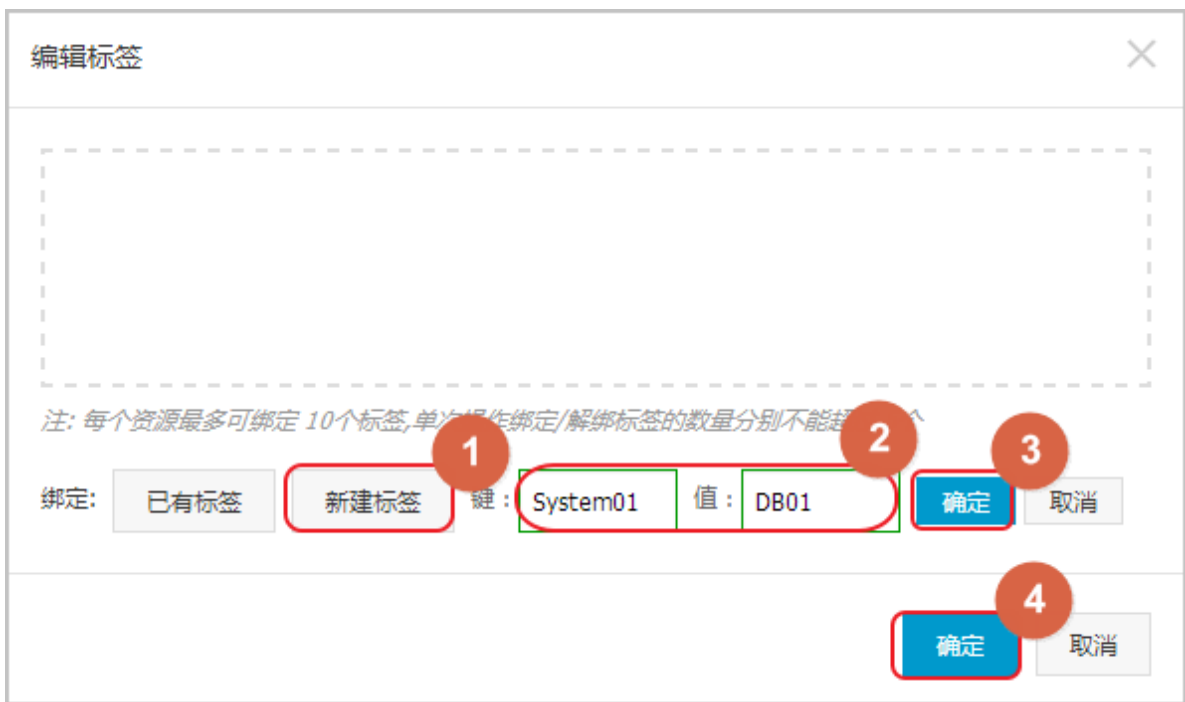 编辑标签
注: 每个资源最多可绑定 10个标签,单次操作绑定/解绑标签的数量分别不能超 个
1
2
3
绑定: 已有标签 新建标签 键: System01 值: DB01 确定 取消
4
确定 取消